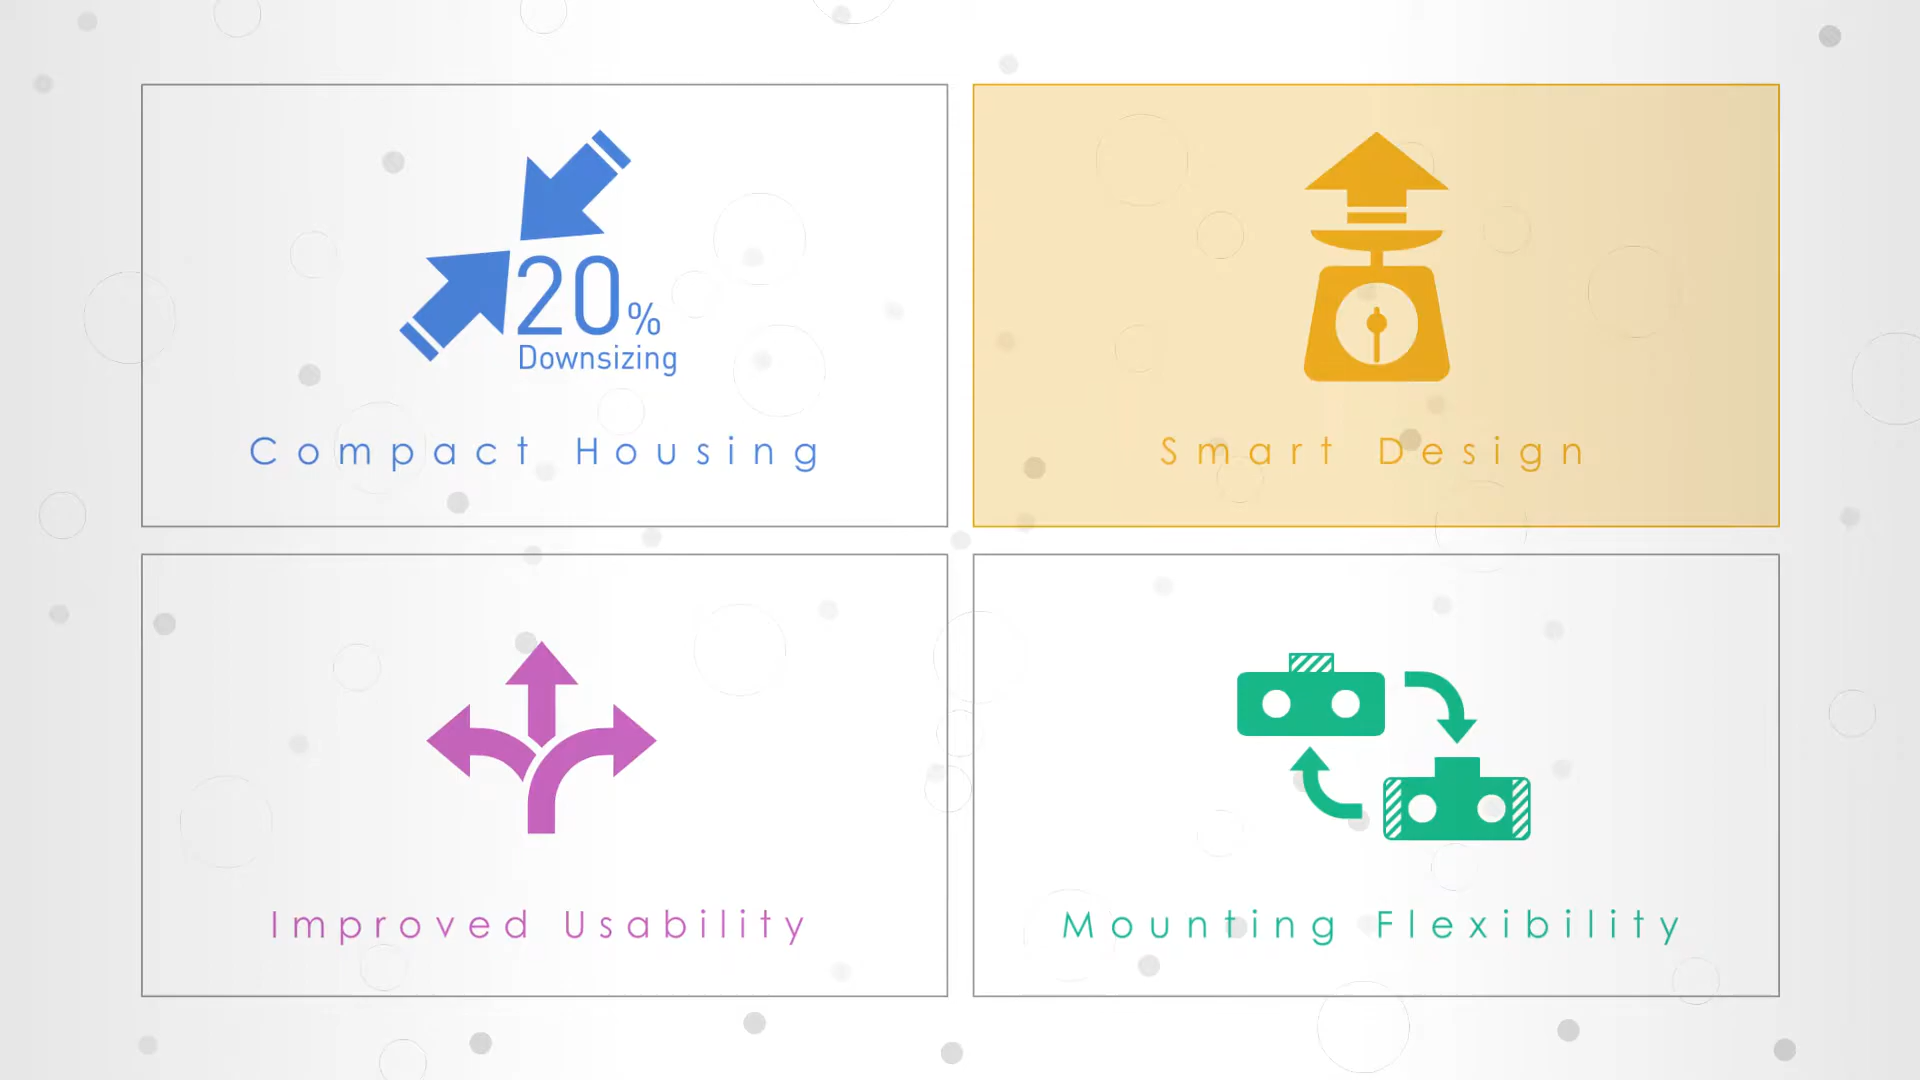 20%
Downsizing
Compact Housing
Smart Design
Improved Usability
Mounting Flexibility